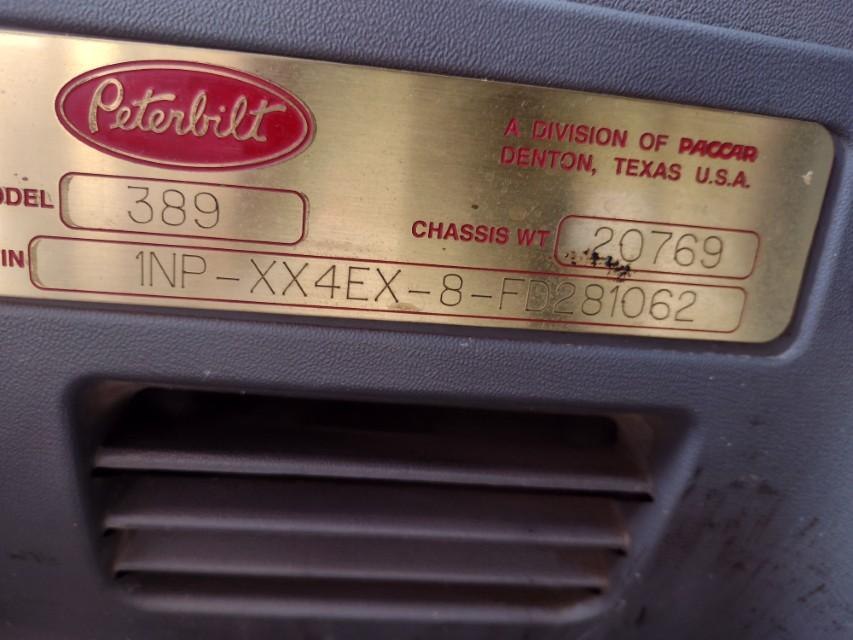 Peterbilt
A DIVISION OF PACCAR
DENTON, TEXAS U.S.A.
ODEL 389
CHASSIS WT 20769
IN 1NP-XX4EX-8-FD281062